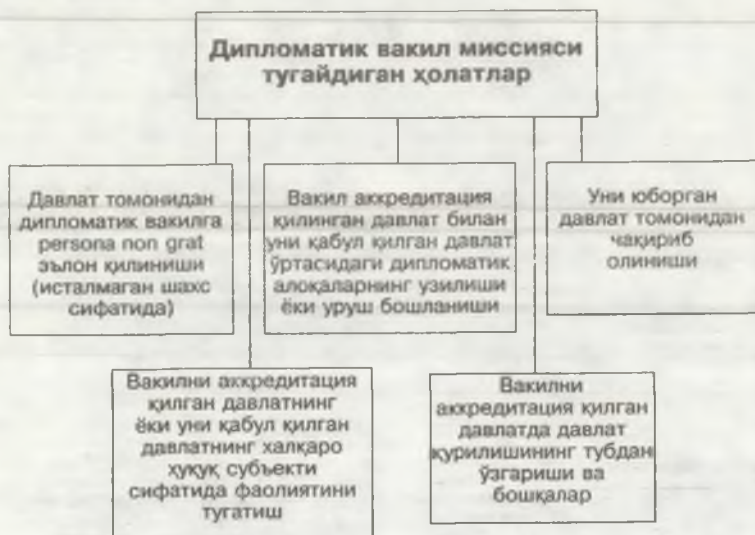 Дипломатик вакил миссияси
тугайдиган ҳолатлар
Давлат томонидан
дипломатик вакилга
persona non grat
эълон қилиниши
(исталмаган шахс
сифатида)
Вакил аккредитация
қилинган давлат билан
уни қабул қилган давлат
ўртасидаги дипломатик
алоқаларнинг узилиши
ёки уруш бошланиши
Уни юборган
давлат томонидан
чақириб
олиниши
Вакилни аккредитация
қилган давлатнинг
ёки уни қабул қилган
давлатнинг халқаро
ҳуқуқ субъекти
сифатида фаолиятини
тугатиш
Вакилни
аккредитация қилган
давлатда давлат
қурилишининг тубдан
ўзгариши ва
бошқалар